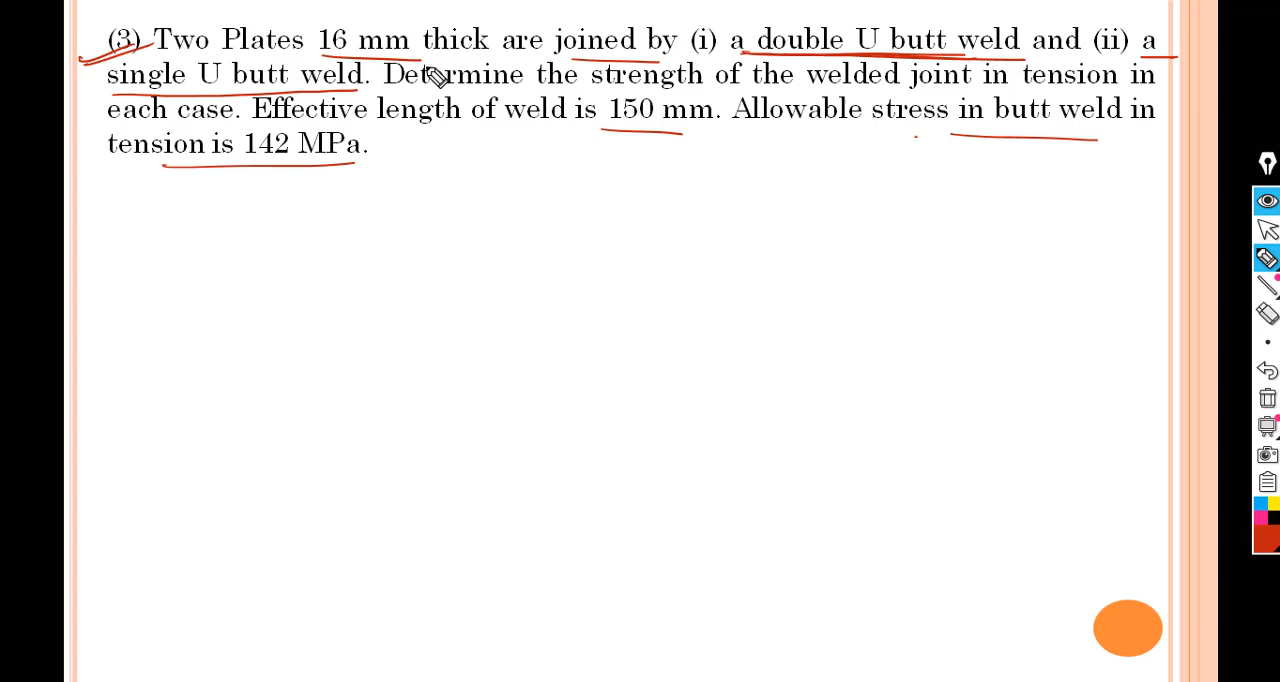 (3) Two Plates 16 mm thick are joined by (i) a double U butt weld and (ii) a
single U butt weld. Determine the strength of the welded joint in tension in
each case. Effective length of weld is 150 mm. Allowable stress in butt weld in
tension is 142 MPa.